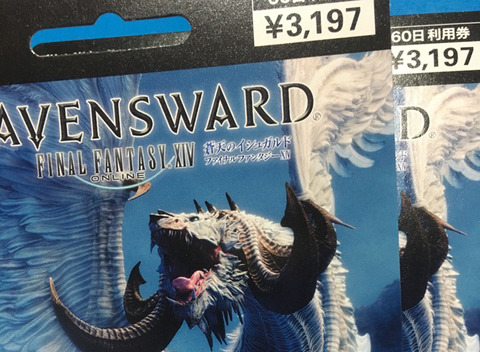 ¥3,197
AVENSWARD®
FINAL FANTASY XIV
ONLINE
蒼天のイシュガルド
ファイナルファンタジーXIV
60日利用券
¥3,197
D®